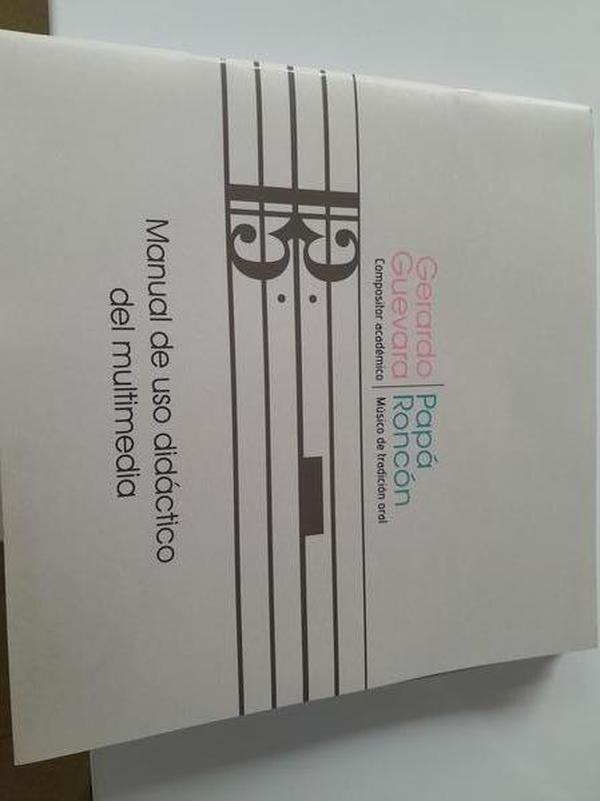 Gerardo Guevara
Compositor académico
Papá Roncón
Músico de tradición oral
Manual de uso didáctico
del multimedia